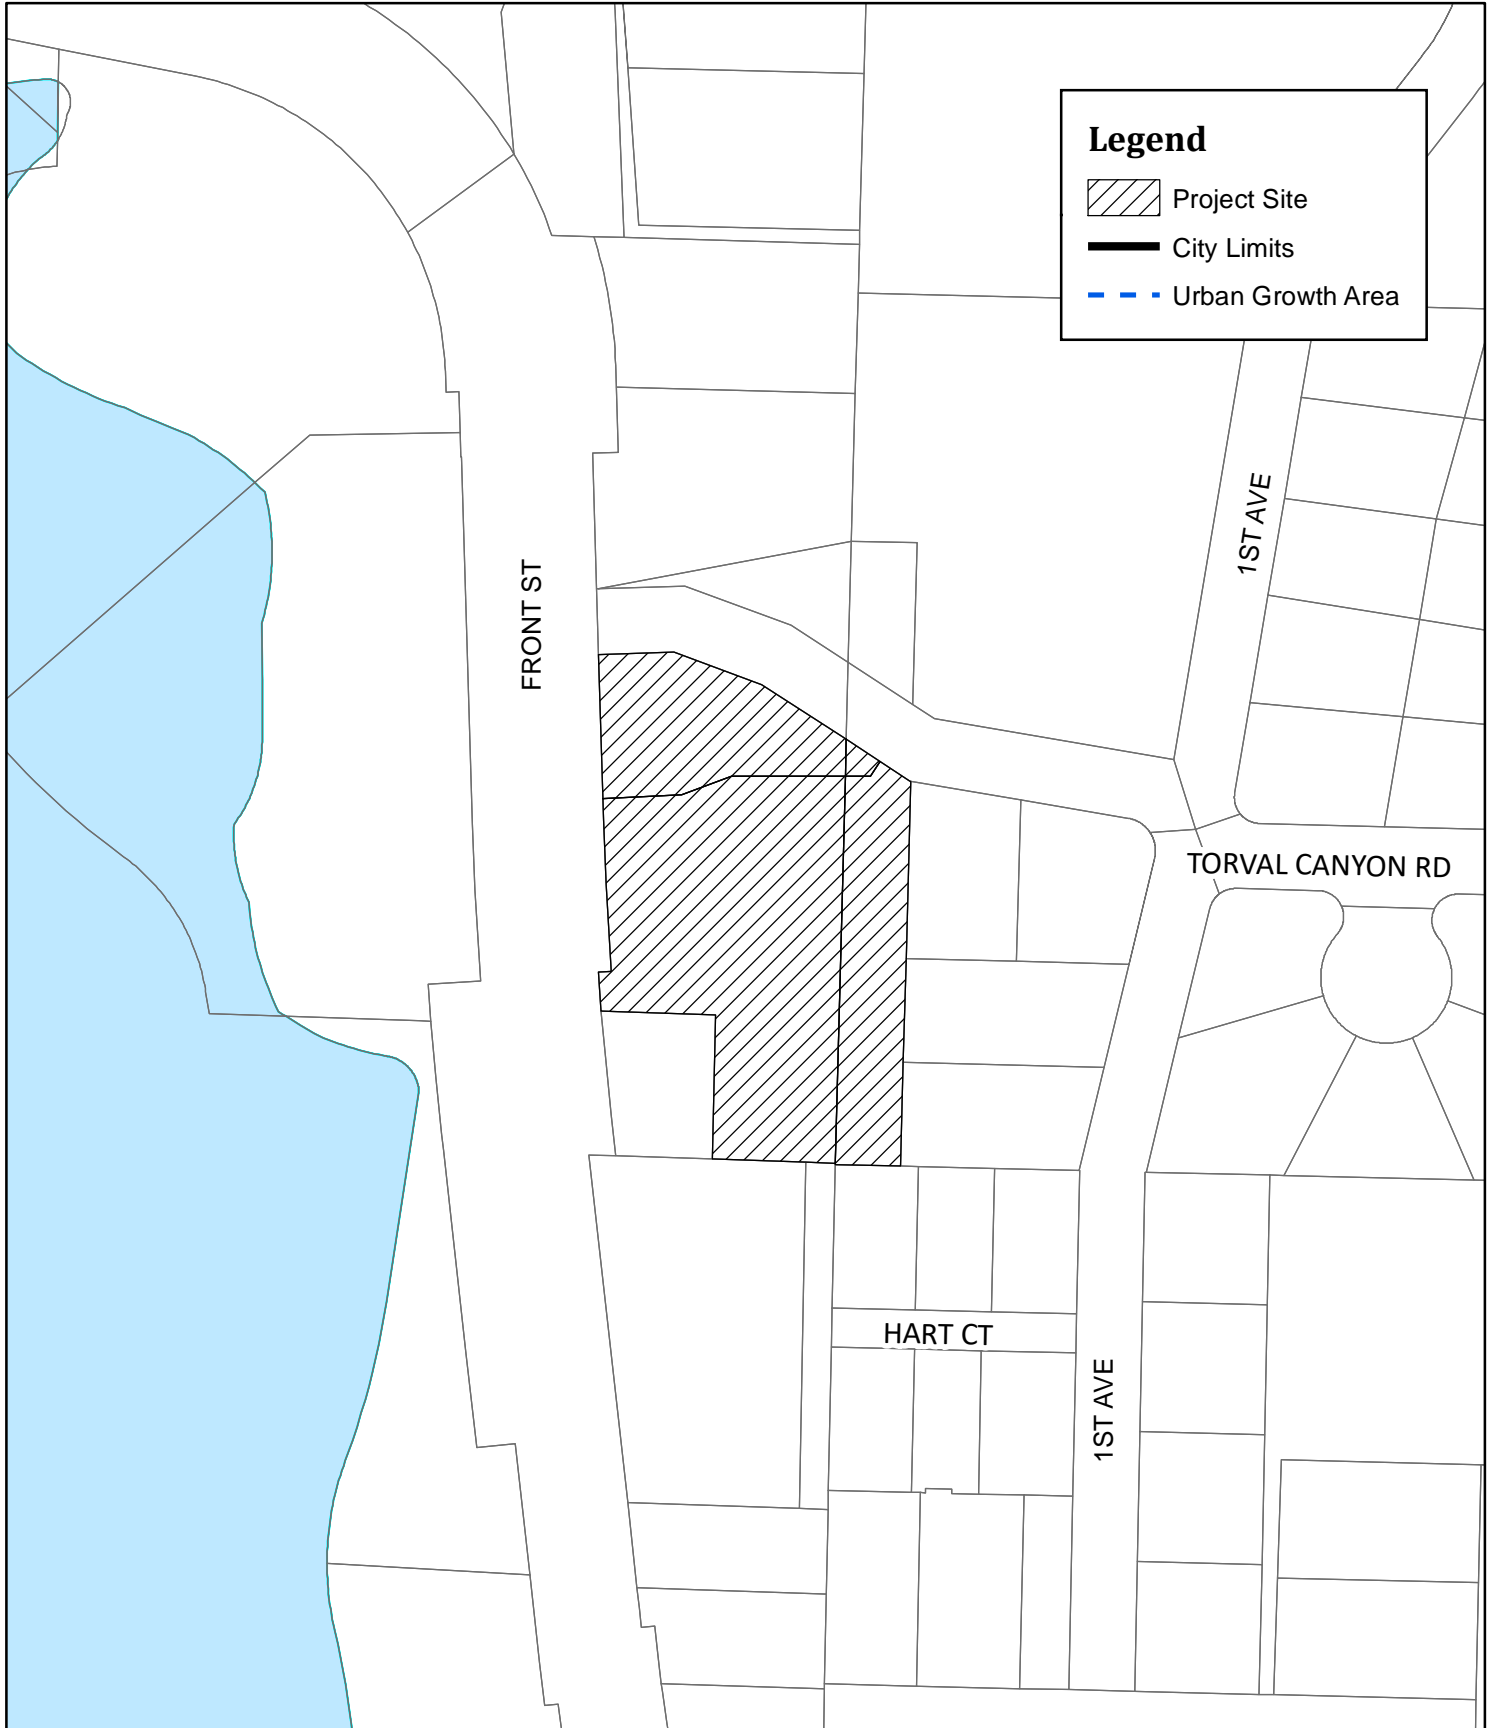 Legend
Project Site
City Limits
Urban Growth Area
1ST AVE
FRONT ST
TORVAL CANYON RD
HART CT
1ST AVE